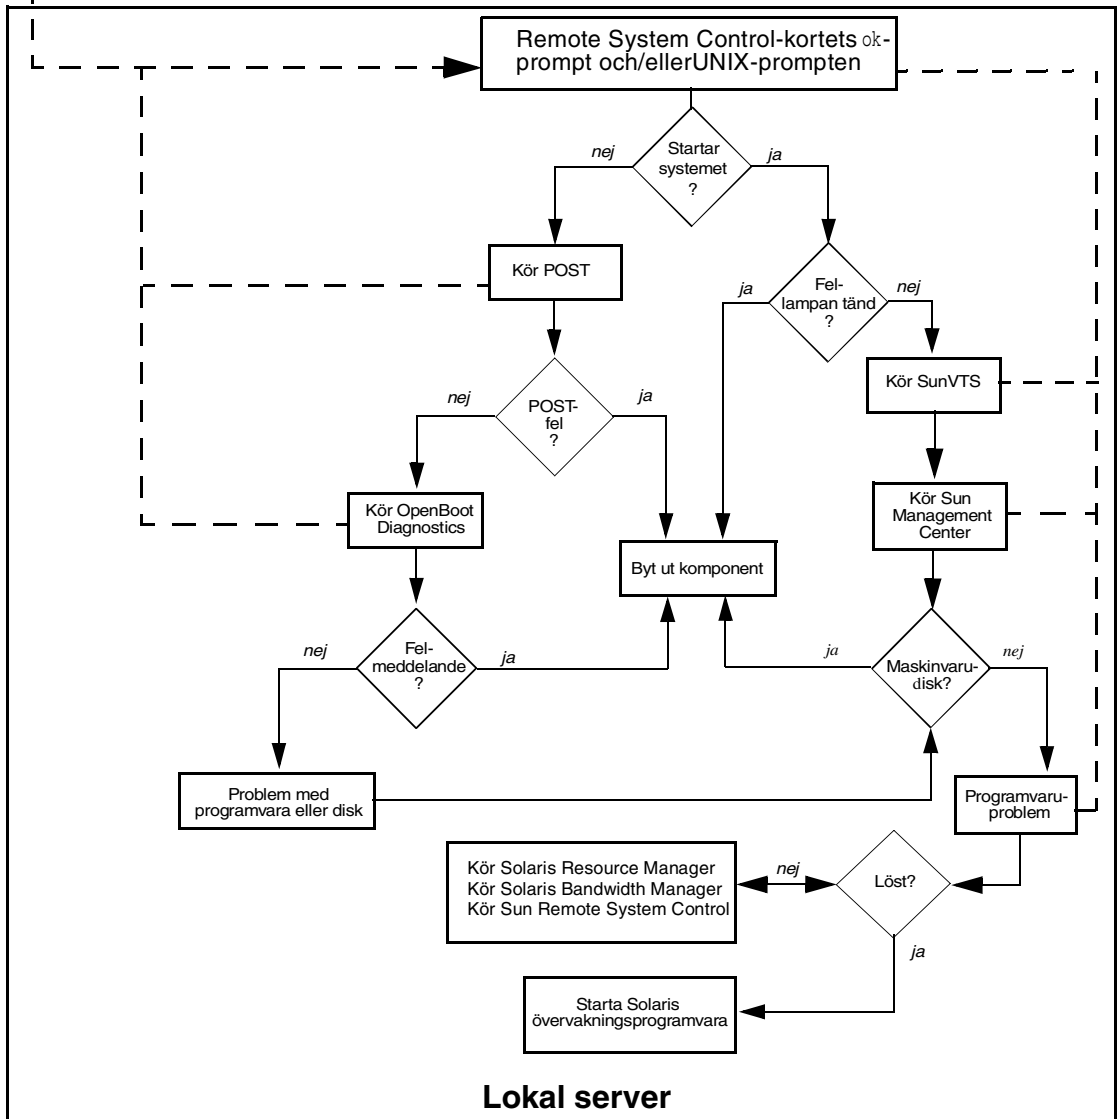 Remote System Control-kortets ok-
prompt och/ellerUNIX-prompten
Startar
systemet
?
nej
ja
Kör POST
Fel-
lampan tänd
?
ja
nej
Kör SunVTS
POST-
fel
?
nej
ja
Kör OpenBoot
Diagnostics
Kör Sun
Management
Center
Byt ut komponent
Fel-
meddelande
?
nej
ja
Maskinvaru-
disk?
ja
nej
Problem med
programvara eller disk
Programvaru-
problem
Kör Solaris Resource Manager
Kör Solaris Bandwidth Manager
Kör Sun Remote System Control
nej
Löst?
ja
Starta Solaris
övervakningsprogramvara
Lokal server